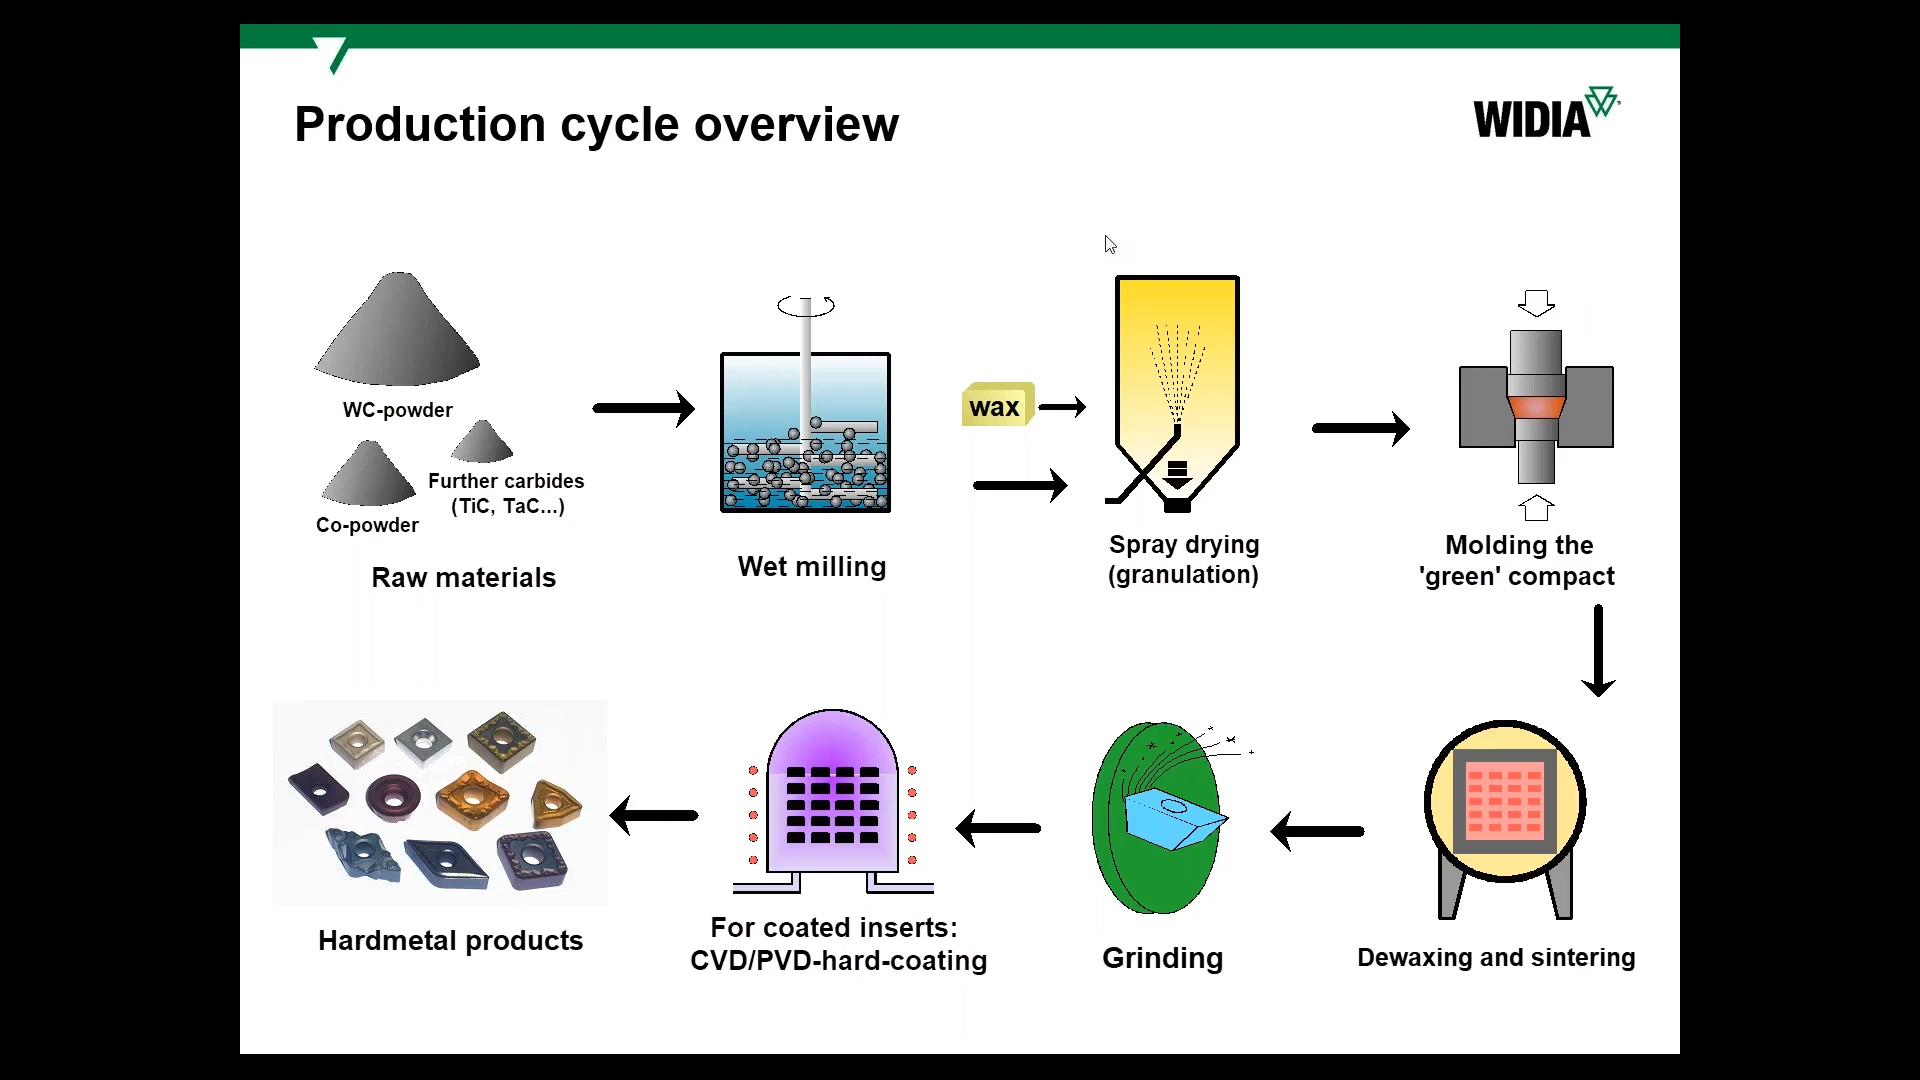 Production cycle overview
WIDIA
WC-powder
Further carbides
(TiC, TaC...)
Co-powder
Raw materials
Wet milling
wax
Spray drying
(granulation)
Molding the
'green' compact
Hardmetal products
For coated inserts:
CVD/PVD-hard-coating
Grinding
Dewaxing and sintering